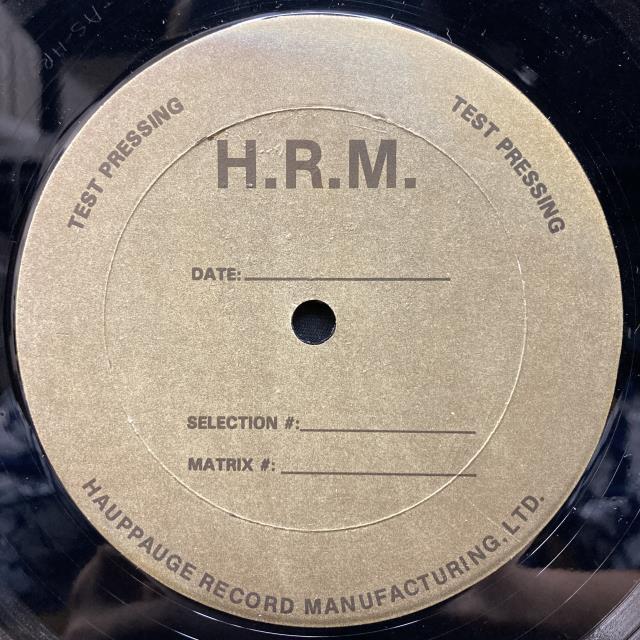 TEST PRESSING
TEST PRESSING
H.R.M.
DATE:
SELECTION #:
MATRIX #:
HAUPPAUGE RECORD MANUFACTURING, LTD.